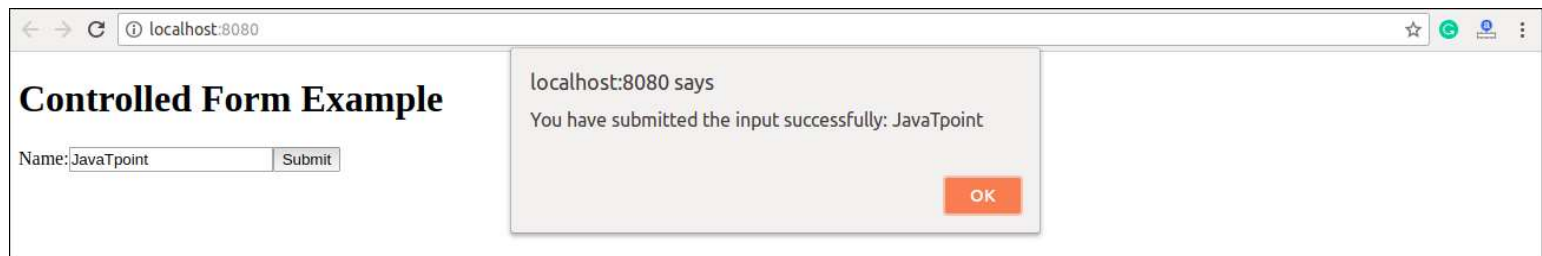 localhost:8080
localhost:8080 says
You have submitted the input successfully: JavaTpoint
OK
Controlled Form Example
Name: JavaTpoint Submit